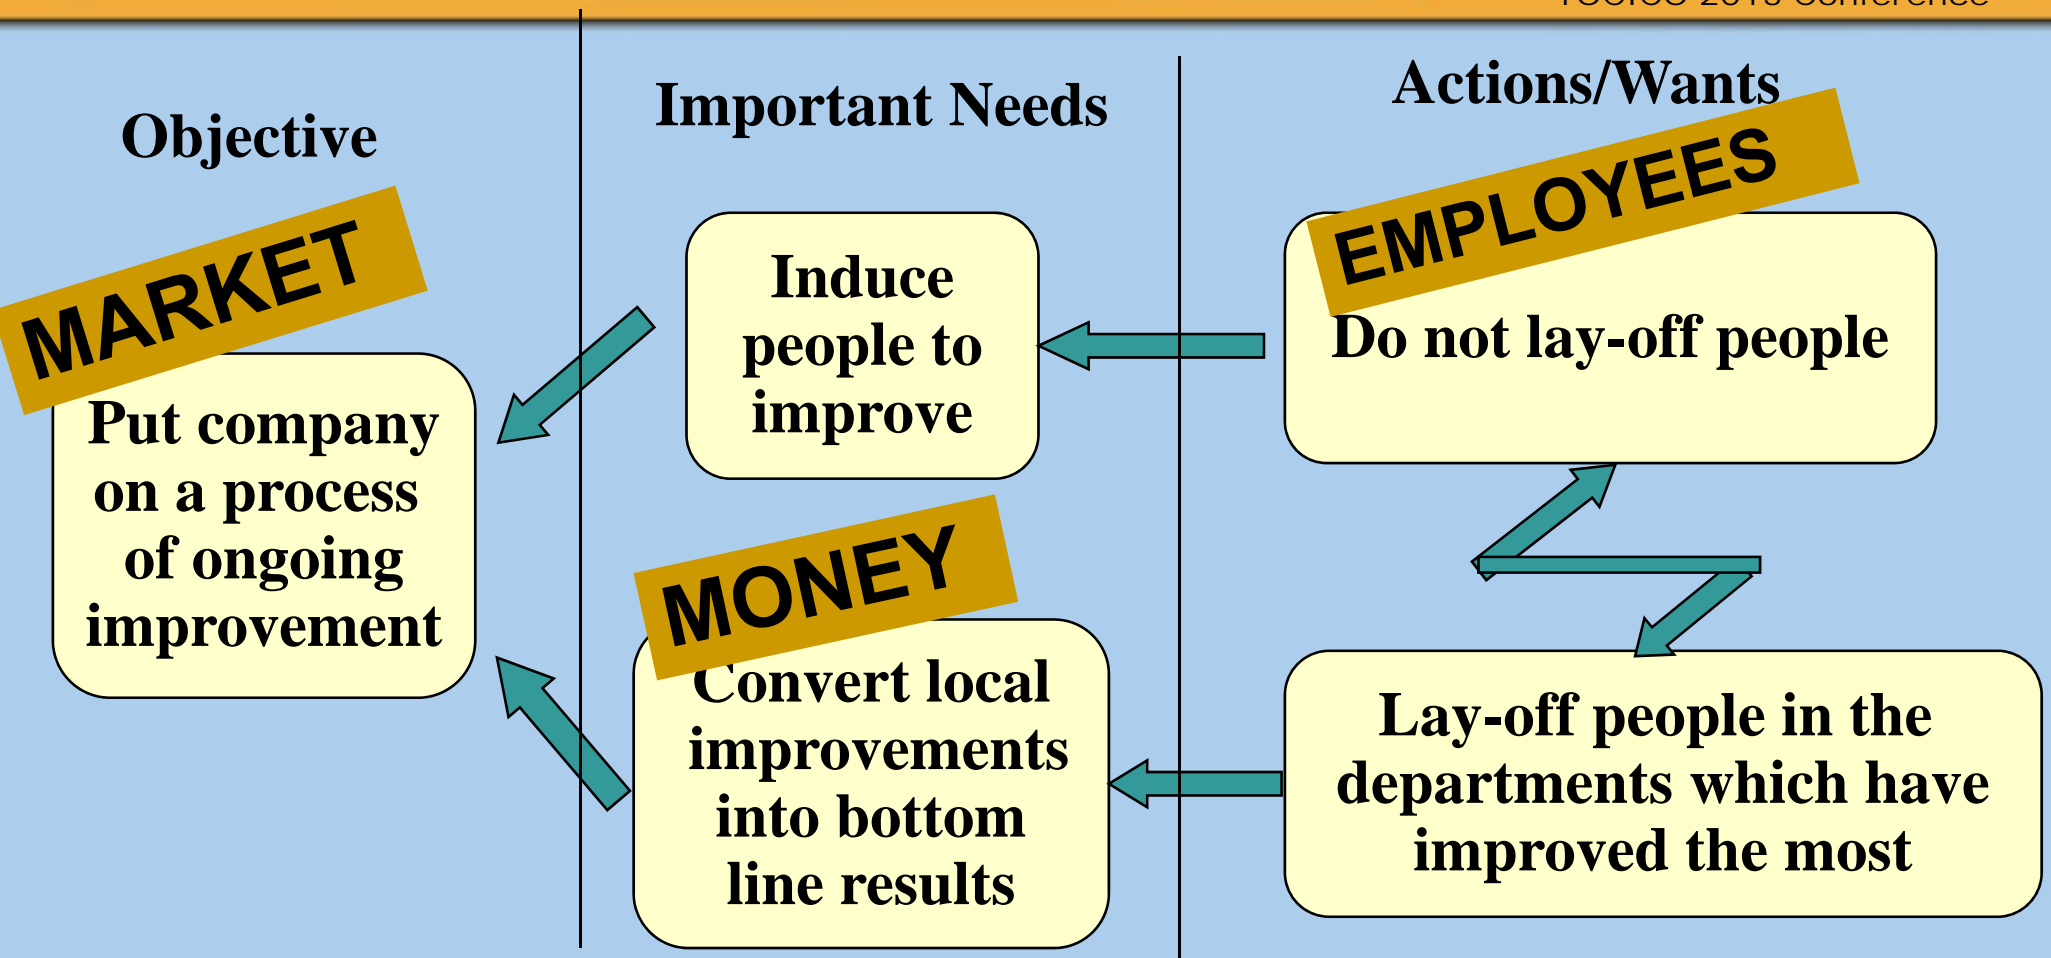 Objective
Important Needs
Actions/Wants
MARKET
Put company
on a process
of ongoing
improvement
Induce
people to
improve
MONEY
Convert local
improvements
into bottom
line results
EMPLOYEES
Do not lay-off people
Lay-off people in the
departments which have
improved the most